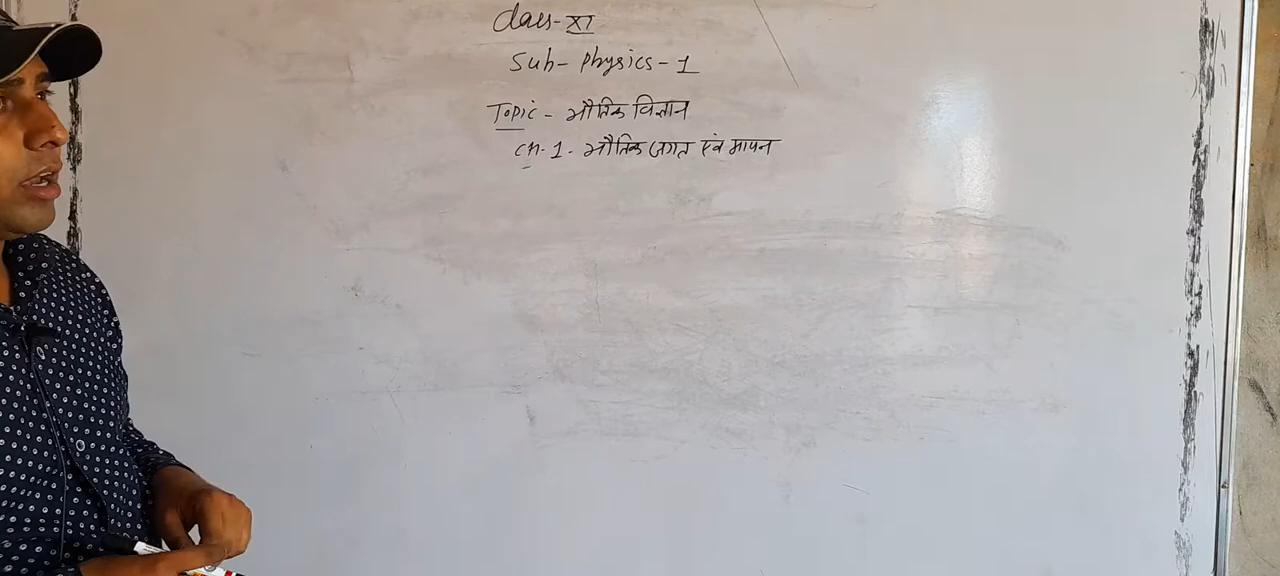 Class-XI
Sub- Physics-1
Topic - भौतिक विज्ञान
CH-1- भौतिक जगत एवं मापन